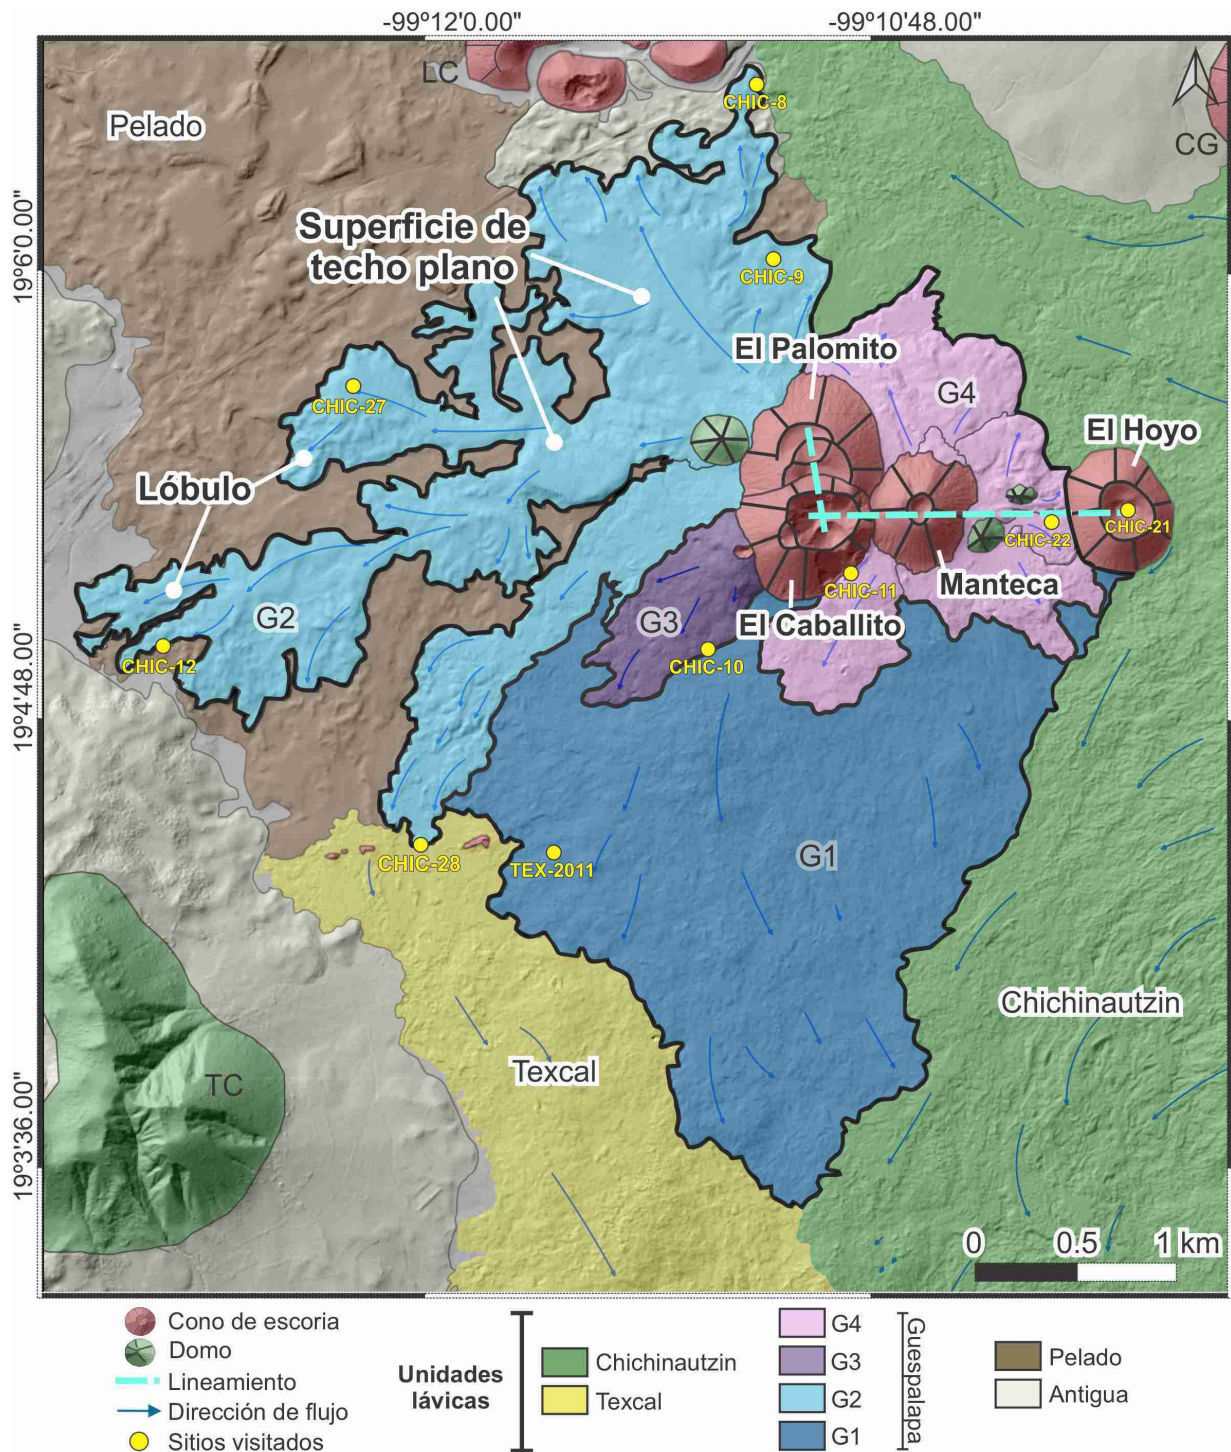 -99º12'0.00"
-99º10'48.00"
LC
CHIC-8
Pelado
CG
19º6'0.00"
Superficie de
techo plano
CHIC-9
El Palomito
G4
CHIC-27
El Hoyo
Lóbulo
CHIC-21
CHIC-22
CHIC-11
Manteca
G2
G3
El Caballito
CHIC-12
CHIC-10
19º4'48.00"
G1
CHIC-28
TEX-2011
Chichinautzin
Texcal
TC
19º3'36.00"
0 0.5 1 km
Cono de escoria
Domo
Lineamiento
Dirección de flujo
Sitios visitados
Unidades
lávicas
Chichinautzin
Texcal
G4
G3
G2
G1
Guespalapa
Pelado
Antigua